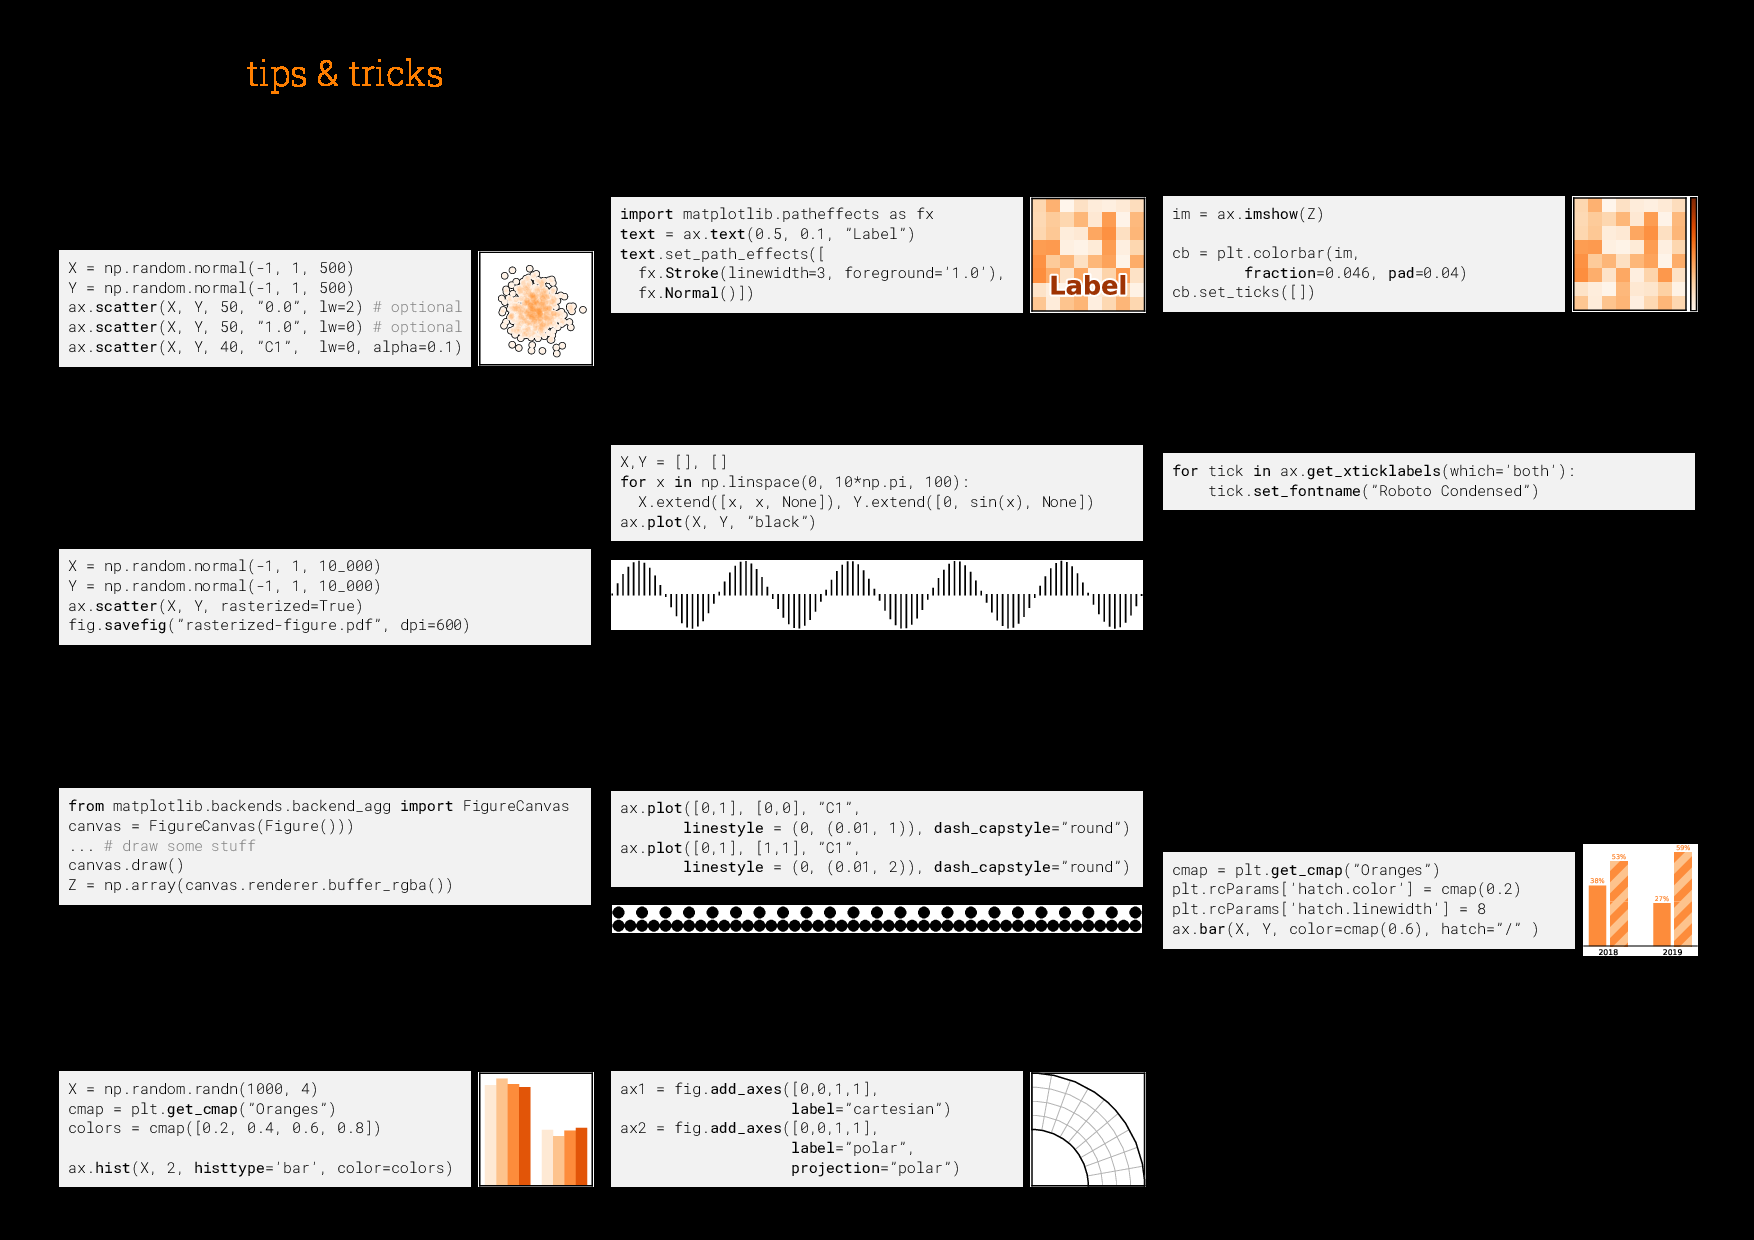 tips & tricks
X = np.random.normal(-1, 1, 500)
Y = np.random.normal(-1, 1, 500)
ax.scatter(X, Y, 50, "0.0", lw=2) # optional
ax.scatter(X, Y, 50, "1.0", lw=0) # optional
ax.scatter(X, Y, 40, "C1",  lw=0, alpha=0.1)
X = np.random.normal(-1, 1, 10_000)
Y = np.random.normal(-1, 1, 10_000)
ax.scatter(X, Y, rasterized=True)
fig.savefig("rasterized-figure.pdf", dpi=600)
from matplotlib.backends.backend_agg import FigureCanvas
canvas = FigureCanvas(Figure()))
... # draw some stuff
canvas.draw()
Z = np.array(canvas.renderer.buffer_rgba())
X = np.random.randn(1000, 4)
cmap = plt.get_cmap("Oranges")
colors = cmap([0.2, 0.4, 0.6, 0.8])
ax.hist(X, 2, histtype='bar', color=colors)
import matplotlib.patheffects as fx
text = ax.text(0.5, 0.1, "Label")
text.set_path_effects([
  fx.Stroke(linewidth=3, foreground='1.0'),
  fx.Normal()])
Label
X,Y = [], []
for x in np.linspace(0, 10*np.pi, 100):
  X.extend([x, x, None]), Y.extend([0, sin(x), None])
ax.plot(X, Y, "black")
ax.plot([0,1], [0,0], "C1",
       linestyle = (0, (0.01, 1)), dash_capstyle="round")
ax.plot([0,1], [1,1], "C1",
       linestyle = (0, (0.01, 2)), dash_capstyle="round")
ax1 = fig.add_axes([0,0,1,1],
                   label="cartesian")
ax2 = fig.add_axes([0,0,1,1],
                   label="polar",
                   projection="polar")
im = ax.imshow(Z)
cb = plt.colorbar(im,
        fraction=0.046, pad=0.04)
cb.set_ticks([])
for tick in ax.get_xticklabels(which='both'):
    tick.set_fontname("Roboto Condensed")
cmap = plt.get_cmap("Oranges")
plt.rcParams['hatch.color'] = cmap(0.2)
plt.rcParams['hatch.linewidth'] = 8
ax.bar(X, Y, color=cmap(0.6), hatch="/" )
38% 53% 27% 59%
2018 2019